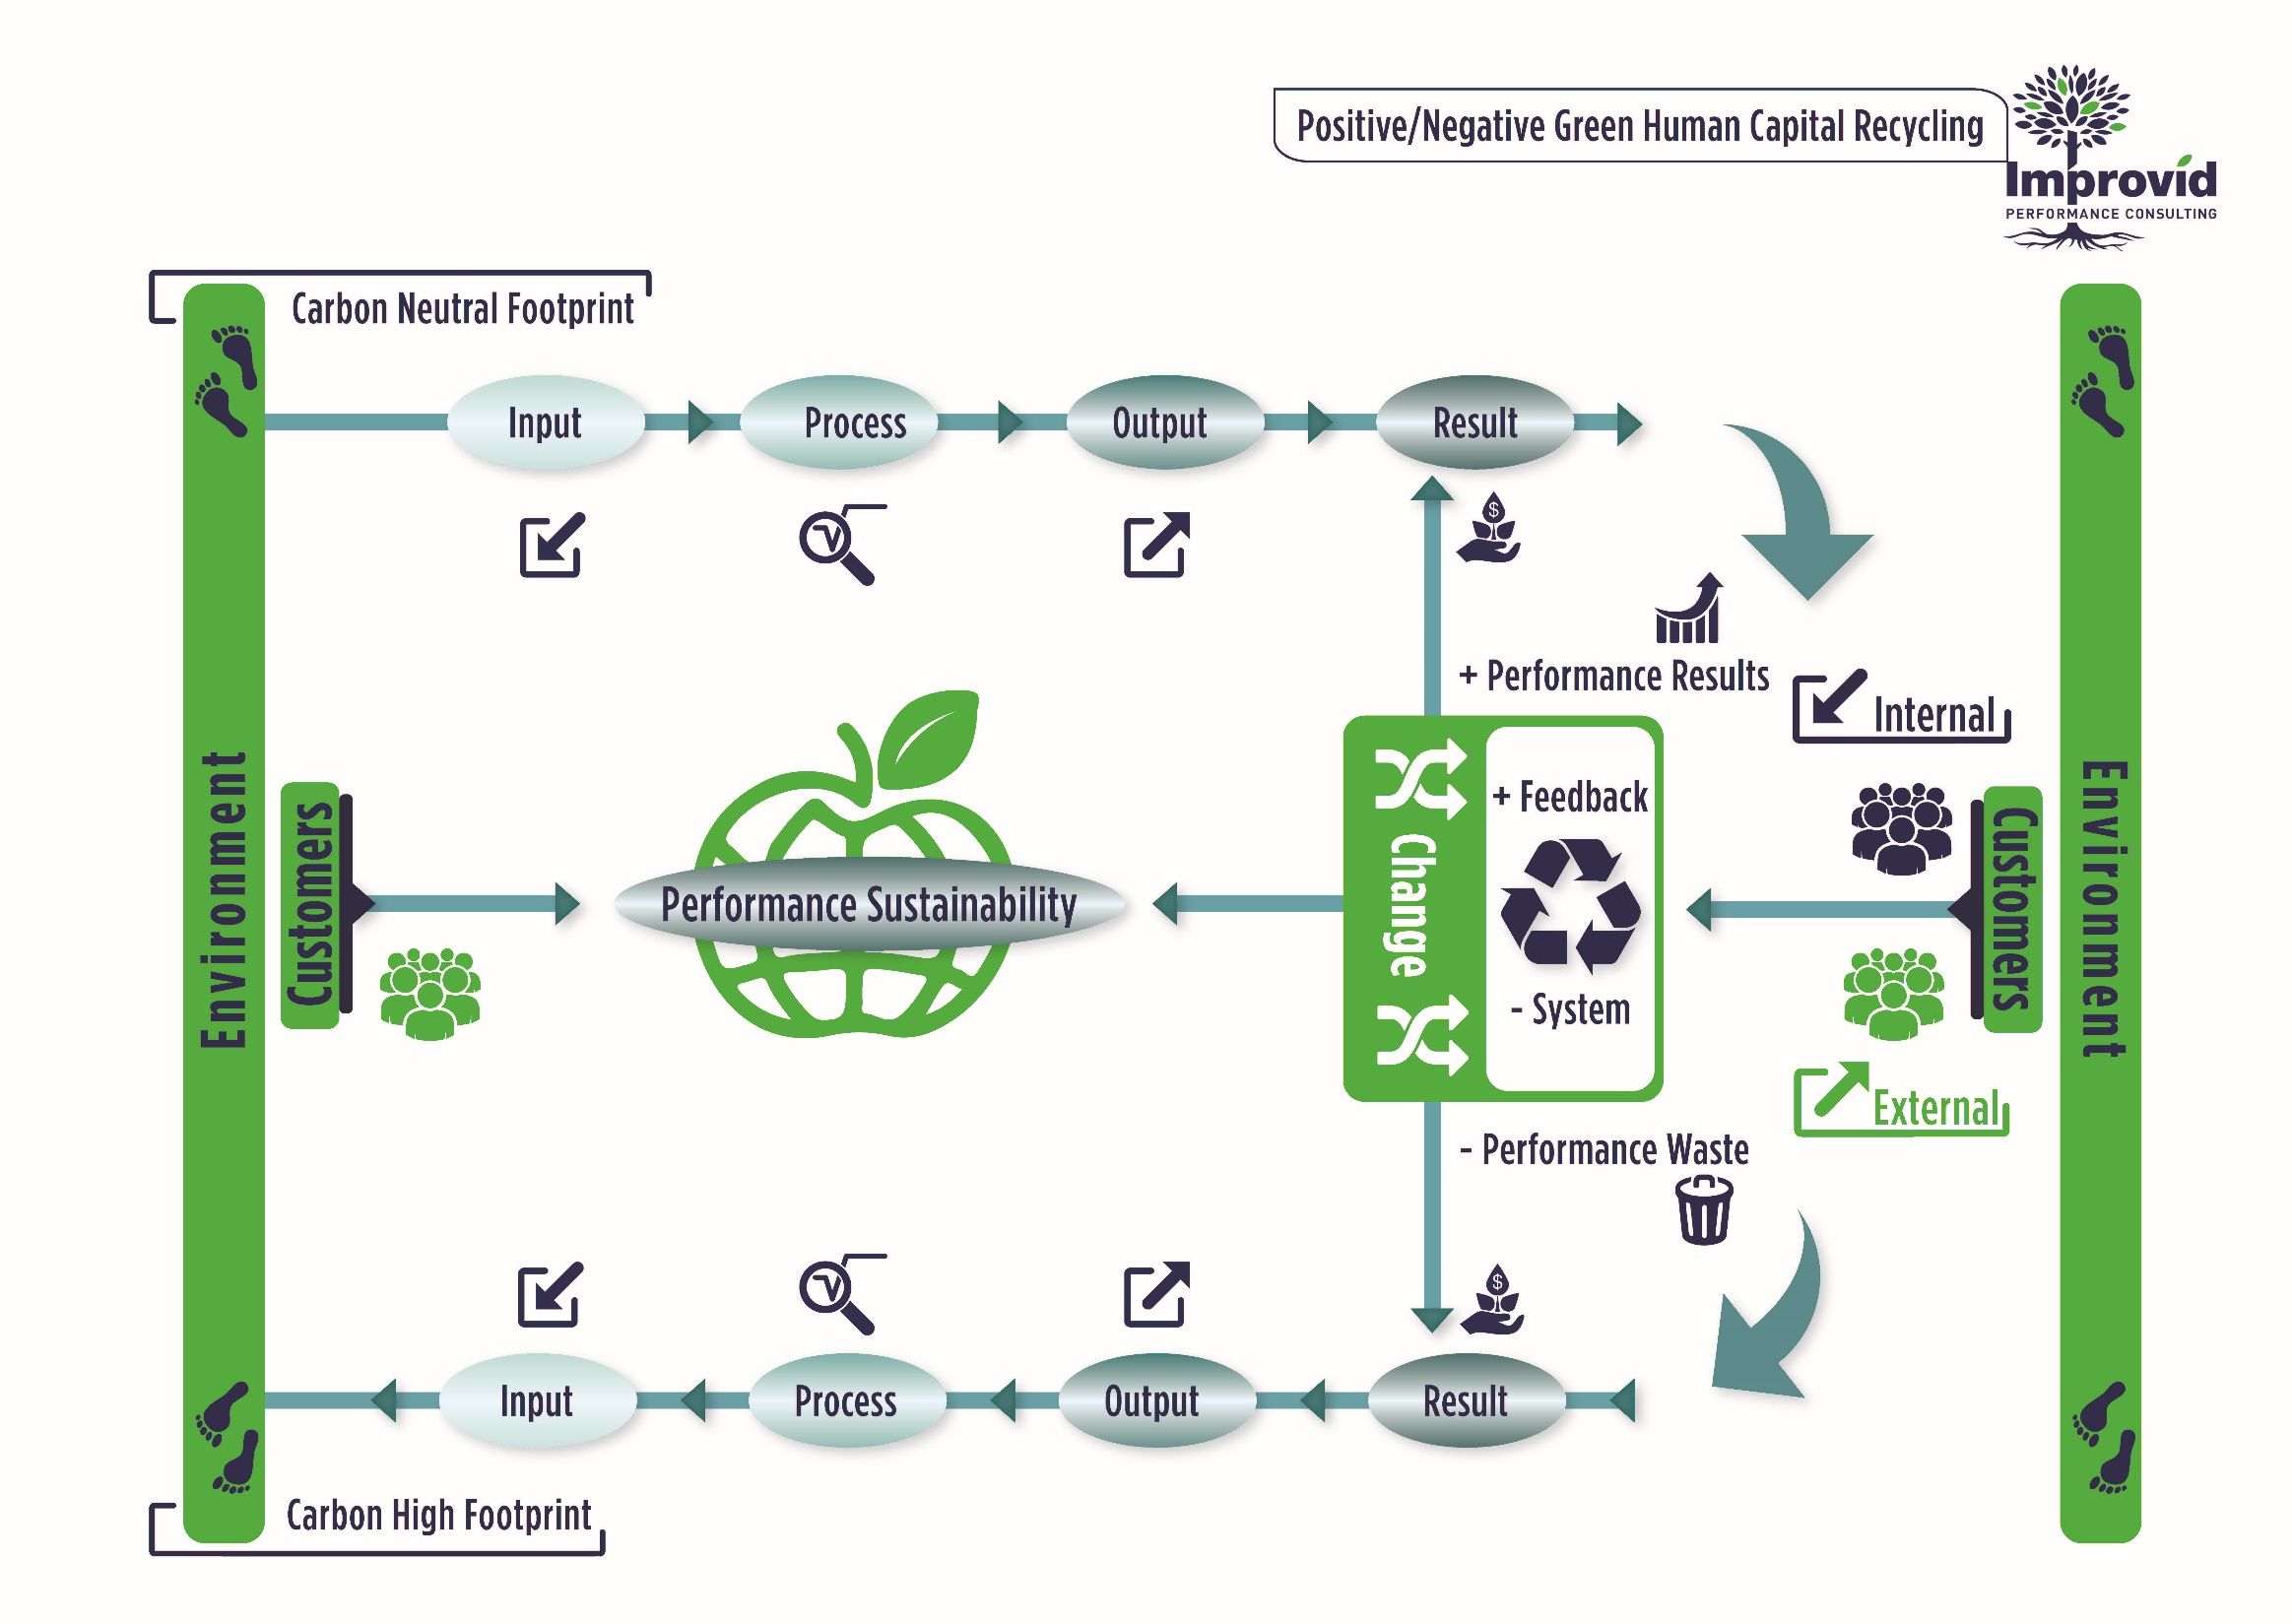 Positive/Negative Green Human Capital Recycling
Improvid
PERFORMANCE CONSULTING
Carbon Neutral Footprint
Input
Process
Output
Result
$
+ Performance Results
Internal
Environment
Customers
Performance Sustainability
Change
+ Feedback
- System
Customers
Environment
External
- Performance Waste
$
Input
Process
Output
Result
Carbon High Footprint